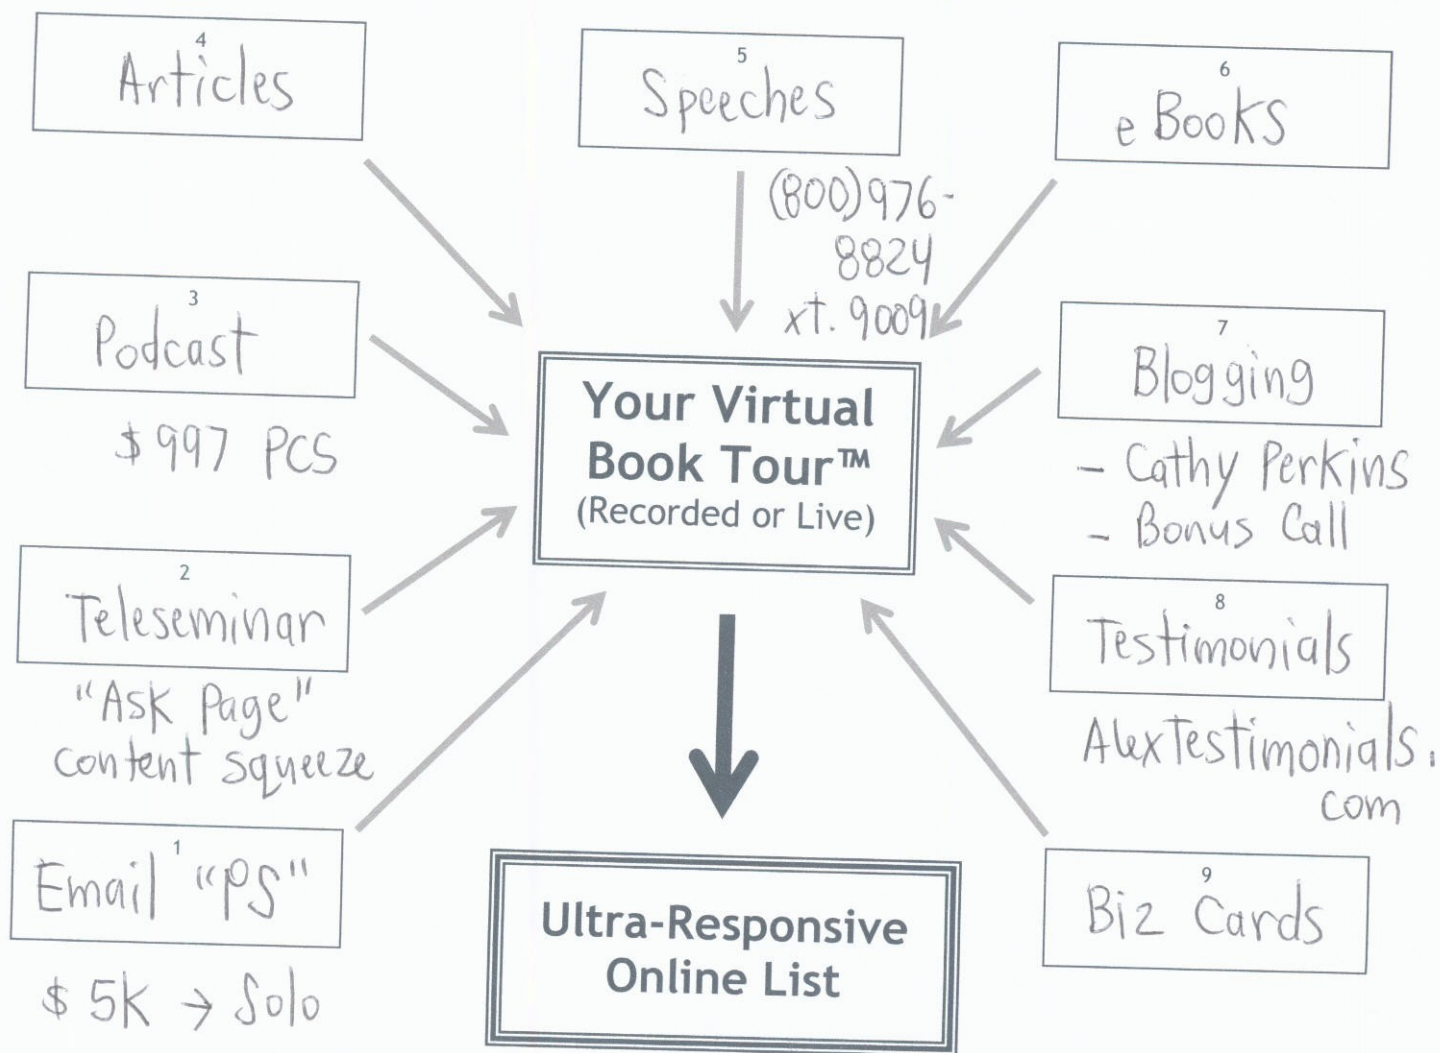 4
Articles
5
Speeches
6
e Books
(800)976-
8824
xt. 9009
3
Podcast
$997 PCS
7
Blogging
- Cathy Perkins
- Bonus Call
Your Virtual
Book Tour™
(Recorded or Live)
2
Teleseminar
"Ask Page"
content squeeze
8
Testimonials
AlexTestimonials.
com
1
Email "PS"
$5K → Solo
9
Biz Cards
Ultra-Responsive
Online List